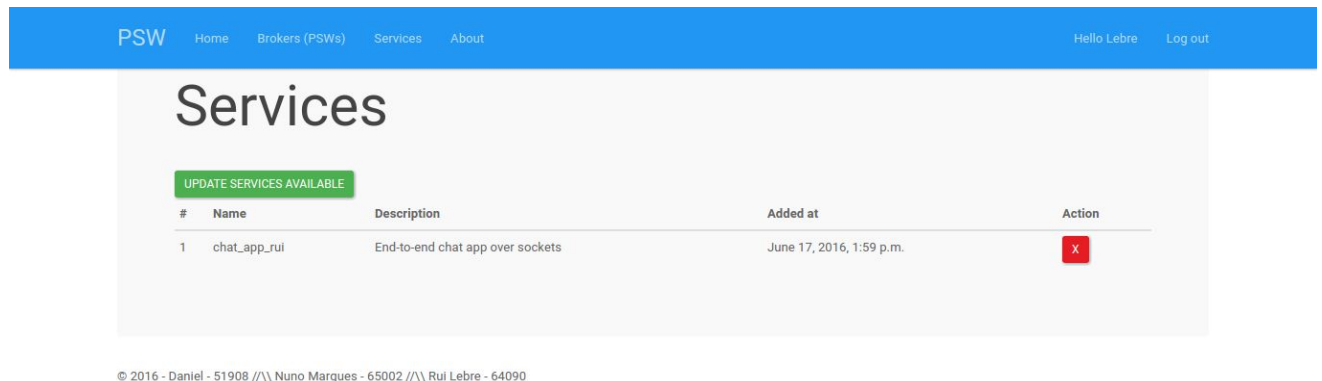 PSW Home Brokers (PSWs) Services About Hello Lebre Log out
Services
UPDATE SERVICES AVAILABLE
# Name Description Added at Action
1 chat_app_rui End-to-end chat app over sockets June 17, 2016, 1:59 p.m. X
© 2016 - Daniel - 51908 //\\ Nuno Marques - 65002 //\\ Rui Lebre - 64090